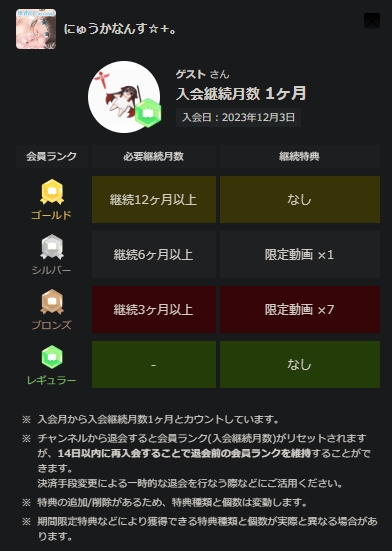 にゅうかなんす☆+。
ゲスト さん
入会継続月数 1ヶ月
入会日：2023年12月3日
会員ランク 必要継続月数 継続特典
ゴールド 継続12ヶ月以上 なし
シルバー 継続6ヶ月以上 限定動画 ×1
ブロンズ 継続3ヶ月以上 限定動画 ×7
レギュラー - なし
※ 入会月から入会継続月数1ヶ月とカウントしています。
※ チャンネルから退会すると会員ランク(入会継続月数)がリセットされます
が、14日以内に再入会することで退会前の会員ランクを維持することがで
きます。
決済手段変更による一時的な退会を行なう際などにご活用ください。
※ 特典の追加/削除があるため、特典種類と個数は変動します。
※ 期間限定特典などにより獲得できる特典種類と個数が実際と異なる場合があ
ります。